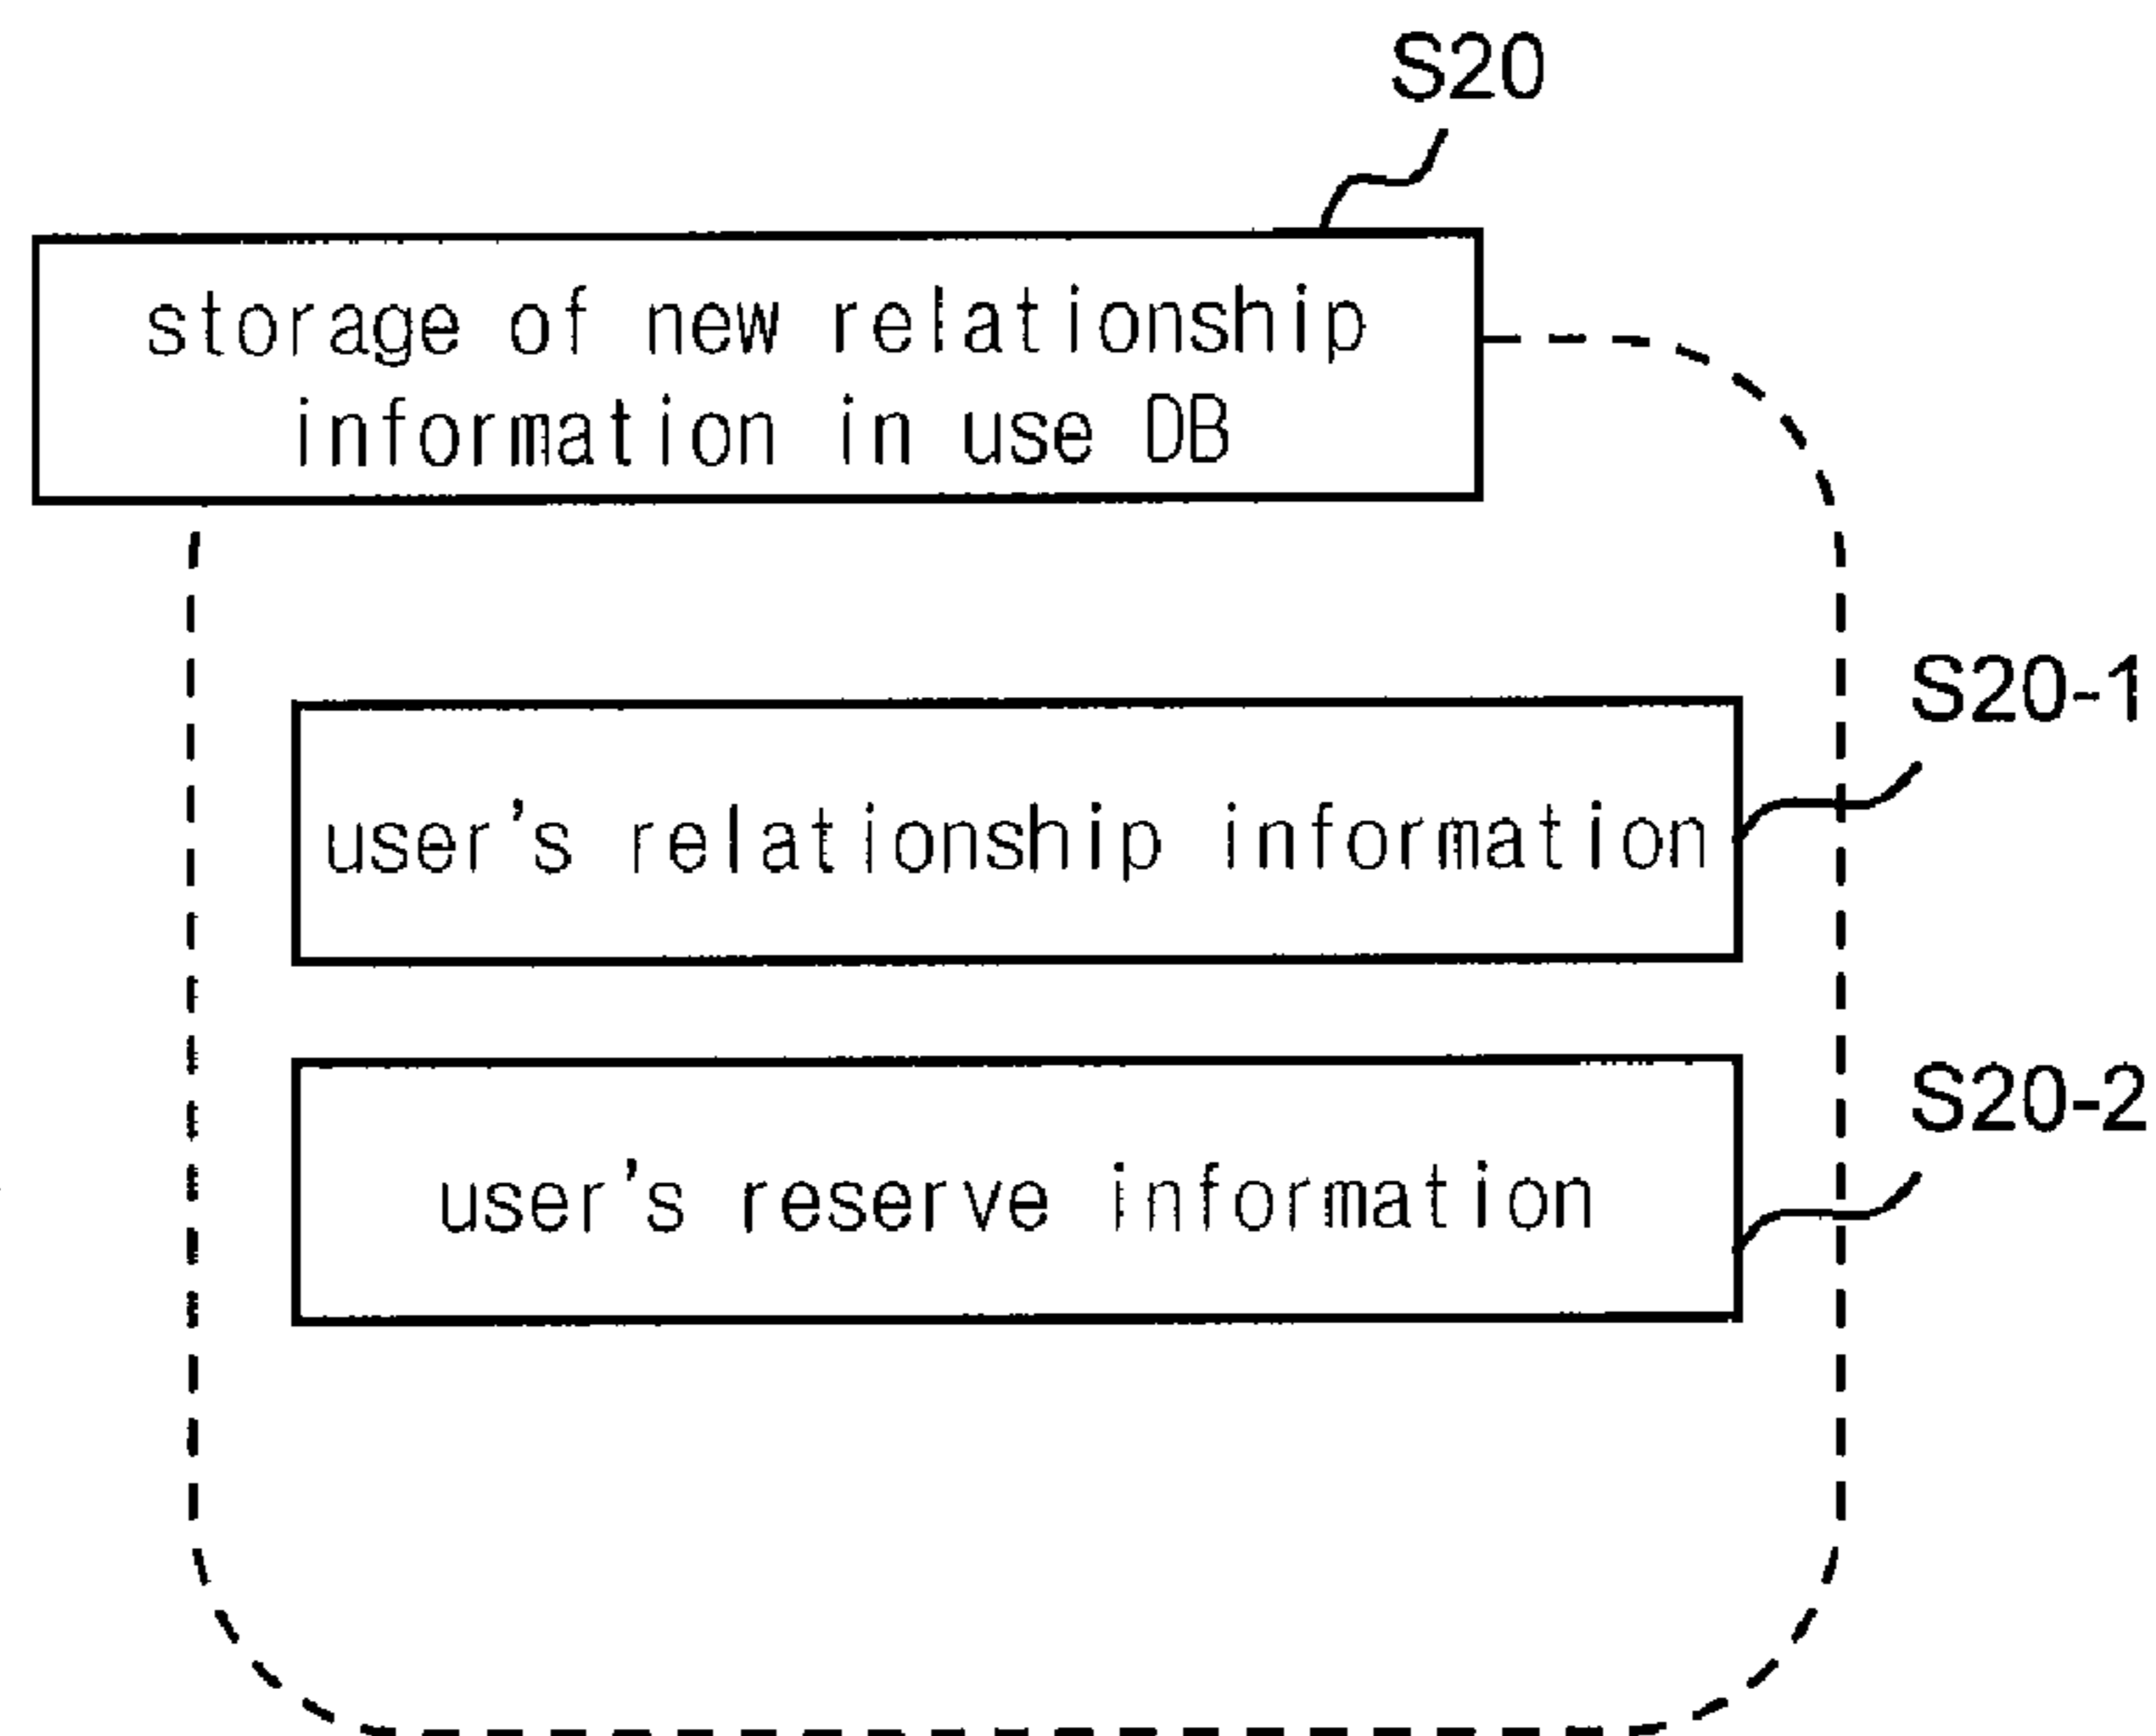 S20
storage of new relationship
information in use DB
S20-1
user's relationship information
S20-2
user's reserve information